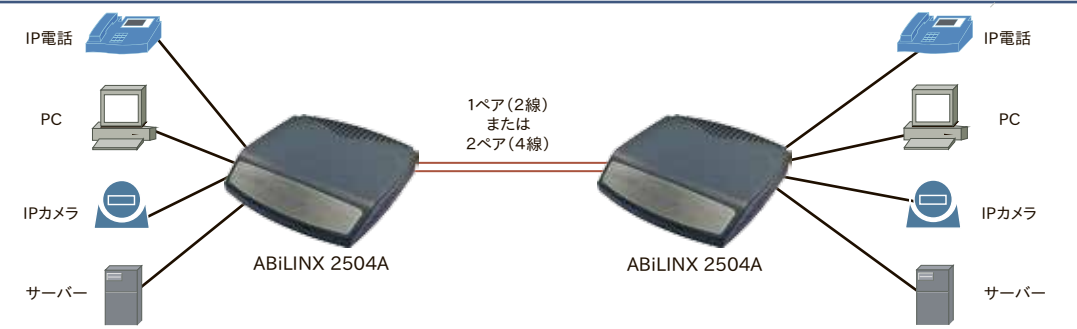 IP電話
PC
IPカメラ
サーバー
ABiLINX 2504A
1ペア(2線)
または
2ペア(4線)
ABiLINX 2504A
IP電話
PC
IPカメラ
サーバー